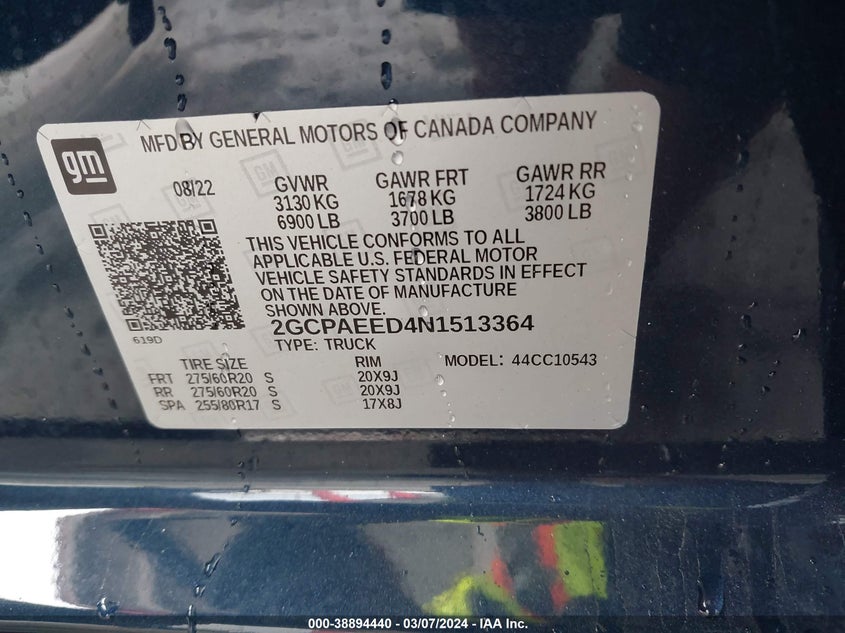 gm
MFD BY GENERAL MOTORS OF CANADA COMPANY
08/22 GVWR GAWR FRT GAWR RR
3130 KG 1678 KG 1724 KG
6900 LB 3700 LB 3800 LB
THIS VEHICLE CONFORMS TO ALL
APPLICABLE U.S. FEDERAL MOTOR
VEHICLE SAFETY STANDARDS IN EFFECT
ON THE DATE OF MANUFACTURE
SHOWN ABOVE.
2GCPAEED4N1513364
619D
TYPE: TRUCK MODEL: 44CC10543
TIRE SIZE RIM
FRT 275/60R20 S 20X9J
RR 275/60R20 S 20X9J
SPA 255/80R17 S 17X8J
000-38894440 - 03/07/2024 - IAA Inc.